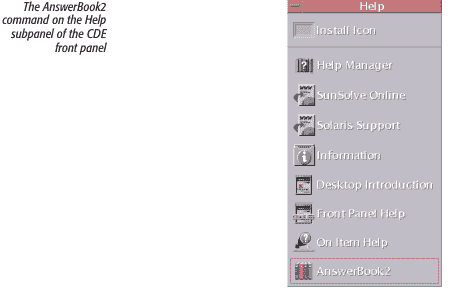 The AnswerBook2
command on the Help
subpanel of the CDE
front panel
Help
Install Icon
Help Manager
SunSolve Online
Solaris Support
Information
Desktop Introduction
Front Panel Help
On Item Help
AnswerBook2